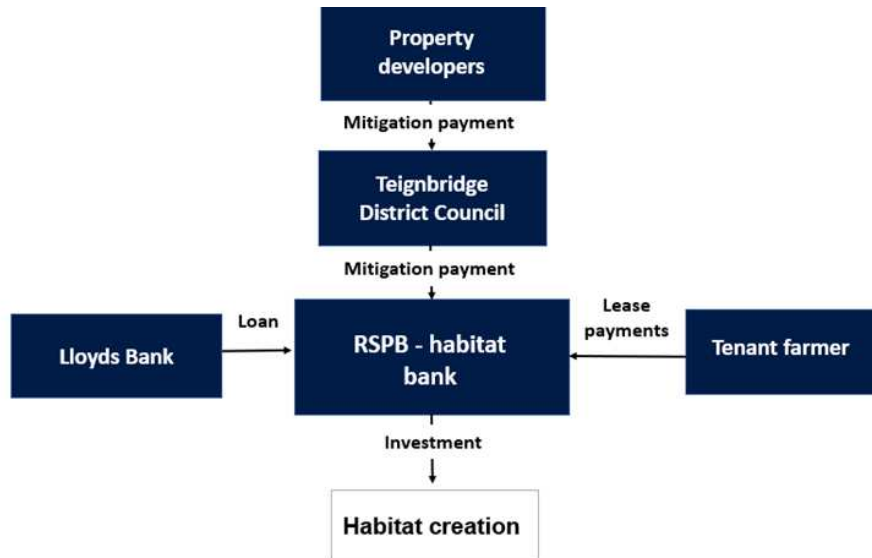 Property
developers
Mitigation payment
Teignbridge
District Council
Mitigation payment
Lloyds Bank
Loan
RSPB - habitat
bank
Lease
payments
Tenant farmer
Investment
Habitat creation